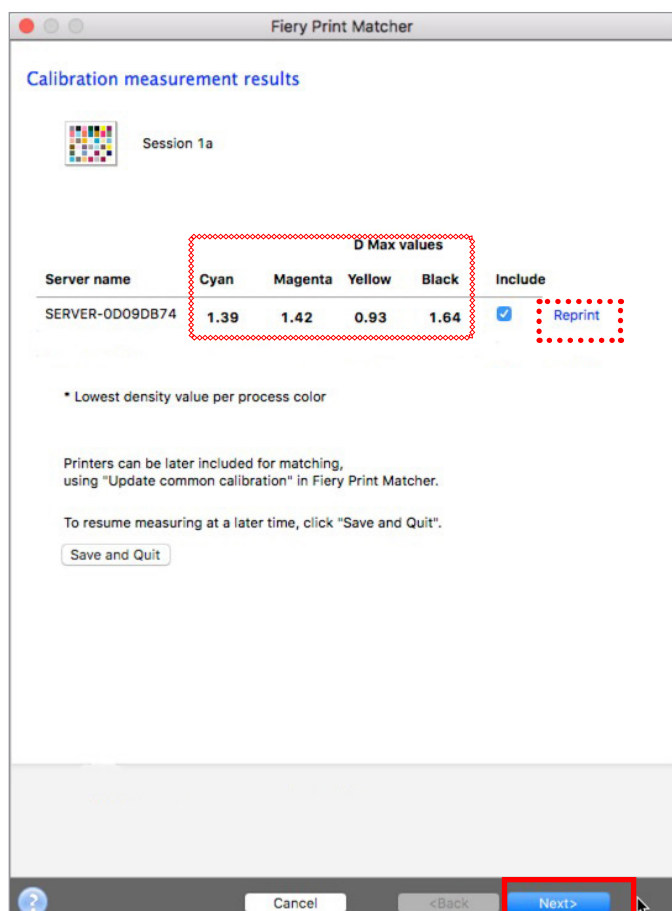 Fiery Print Matcher
Calibration measurement results
Session 1a
D Max values
Server name Cyan Magenta Yellow Black Include
SERVER-0D09DB74 1.39 1.42 0.93 1.64 Reprint
* Lowest density value per process color
Printers can be later included for matching,
using "Update common calibration" in Fiery Print Matcher.
To resume measuring at a later time, click "Save and Quit".
Save and Quit
? Cancel <Back Next>